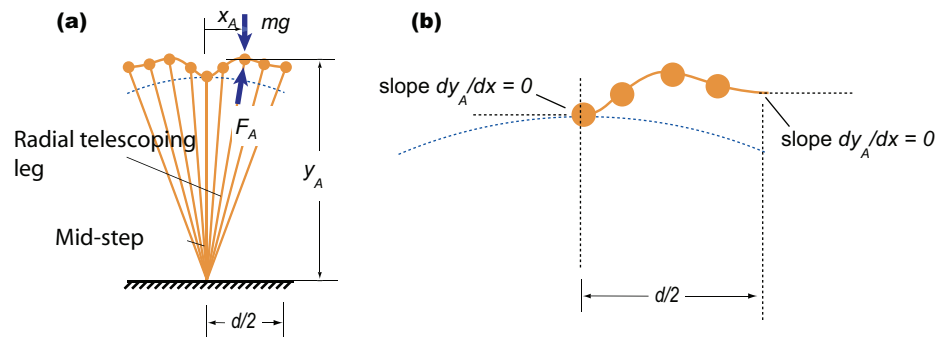 (a)
x_A
mg
F_A
Radial telescoping
leg
y_A
Mid-step
d/2
(b)
slope dy_A/dx = 0
slope dy_A/dx = 0
d/2